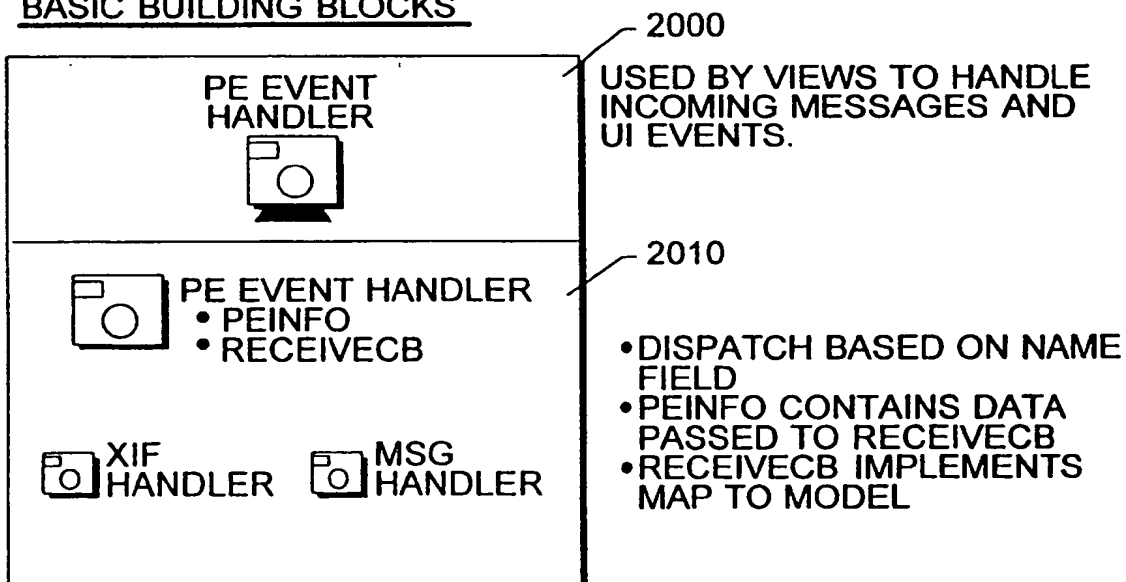 BASIC BUILDING BLOCKS
2000
PE EVENT
HANDLER
USED BY VIEWS TO HANDLE
INCOMING MESSAGES AND
UI EVENTS.
2010
PE EVENT HANDLER
• PEINFO
• RECEIVECB
•DISPATCH BASED ON NAME
FIELD
•PEINFO CONTAINS DATA
PASSED TO RECEIVECB
•RECEIVECB IMPLEMENTS
MAP TO MODEL
XIF
HANDLER
MSG
HANDLER